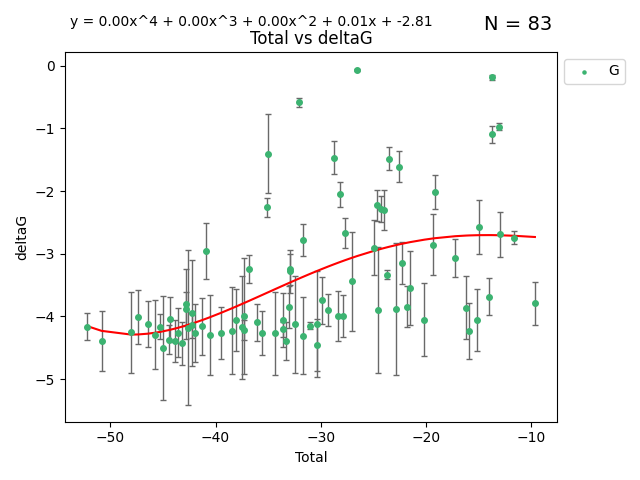 y = 0.00x^4 + 0.00x^3 + 0.00x^2 + 0.01x + -2.81
N = 83
Total vs deltaG
G
0
−1
−2
−3
−4
−5
deltaG
−50 −40 −30 −20 −10
Total